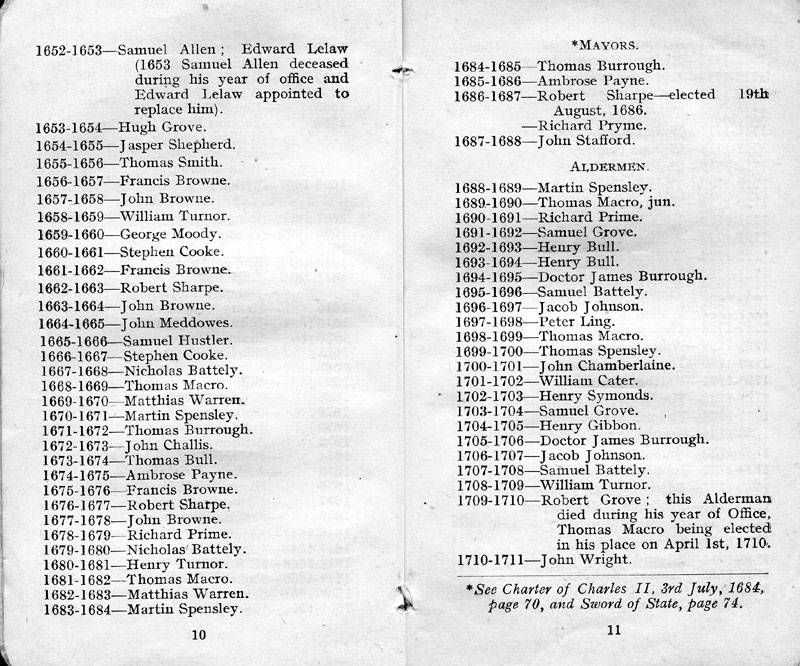 1652-1653—Samuel Allen ; Edward Lelaw
(1653 Samuel Allen deceased
during his year of office and
Edward Lelaw appointed to
replace him).
1653-1654—Hugh Grove.
1654-1655—Jasper Shepherd.
1655-1656—Thomas Smith.
1656-1657—Francis Browne.
1657-1658—John Browne.
1658-1659—William Turnor.
1659-1660—George Moody.
1660-1661—Stephen Cooke.
1661-1662—Francis Browne.
1662-1663—Robert Sharpe.
1663-1664—John Browne.
1664-1665—John Meddowes.
1665-1666—Samuel Hustler.
1666-1667—Stephen Cooke.
1667-1668—Nicholas Battely.
1668-1669—Thomas Macro.
1669-1670—Matthias Warren.
1670-1671—Martin Spensley.
1671-1672—Thomas Burrough.
1672-1673—John Challis.
1673-1674—Thomas Bull.
1674-1675—Ambrose Payne.
1675-1676—Francis Browne.
1676-1677—Robert Sharpe.
1677-1678—John Browne.
1678-1679—Richard Prime.
1679-1680—Nicholas Battely.
1680-1681—Henry Turnor.
1681-1682—Thomas Macro.
1682-1683—Matthias Warren.
1683-1684—Martin Spensley.
10
*MAYORS.
1684-1685—Thomas Burrough.
1685-1686—Ambrose Payne.
1686-1687—Robert Sharpe—elected 19th
August, 1686.
—Richard Pryme.
1687-1688—John Stafford.
ALDERMEN.
1688-1689—Martin Spensley.
1689-1690—Thomas Macro, jun.
1690-1691—Richard Prime.
1691-1692—Samuel Grove.
1692-1693—Henry Bull.
1693-1694—Henry Bull.
1694-1695—Doctor James Burrough.
1695-1696—Samuel Battely.
1696-1697—Jacob Johnson.
1697-1698—Peter Ling.
1698-1699—Thomas Macro.
1699-1700—Thomas Spensley.
1700-1701—John Chamberlaine.
1701-1702—William Cater.
1702-1703—Henry Symonds.
1703-1704—Samuel Grove.
1704-1705—Henry Gibbon.
1705-1706—Doctor James Burrough.
1706-1707—Jacob Johnson.
1707-1708—Samuel Battely.
1708-1709—William Turnor.
1709-1710—Robert Grove ; this Alderman
died during his year of Office,
Thomas Macro being elected
in his place on April 1st, 1710.
1710-1711—John Wright.
*See Charter of Charles II, 3rd July, 1684,
page 70, and Sword of State, page 74.
11